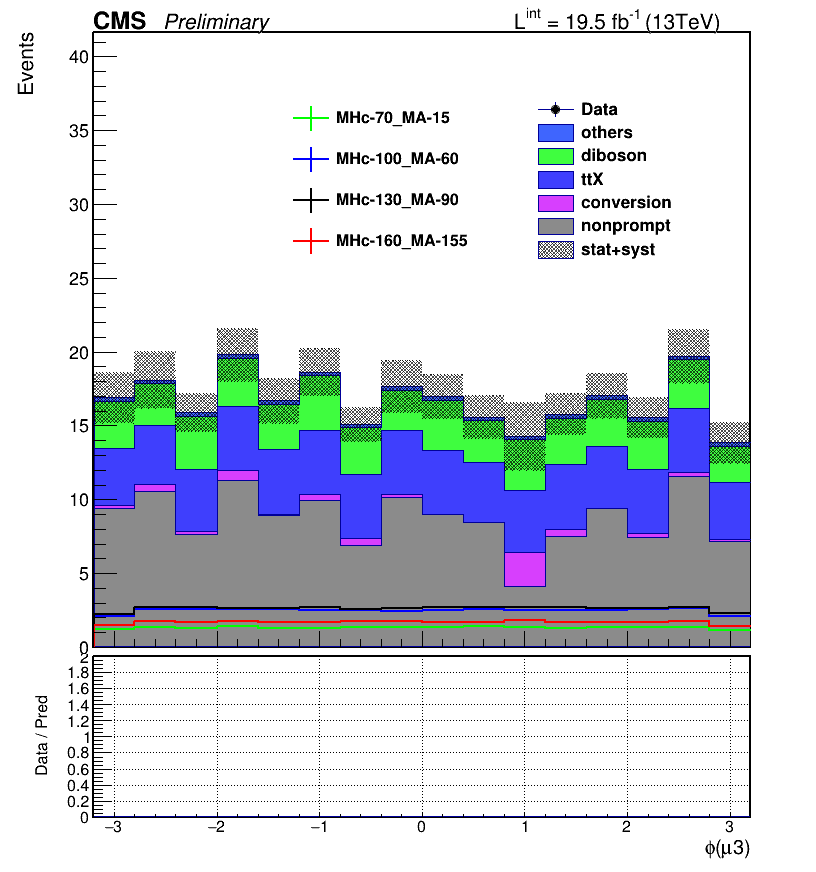 CMS Preliminary L^int = 19.5 fb^-1 (13TeV)
Events
40
35
30
25
20
15
10
5
0
MHc-70_MA-15
MHc-100_MA-60
MHc-130_MA-90
MHc-160_MA-155
Data
others
diboson
ttX
conversion
nonprompt
stat+syst
Data / Pred
2
1.8
1.6
1.4
1.2
1
0.8
0.6
0.4
0.2
0
−3 −2 −1 0 1 2 3
ϕ(μ3)